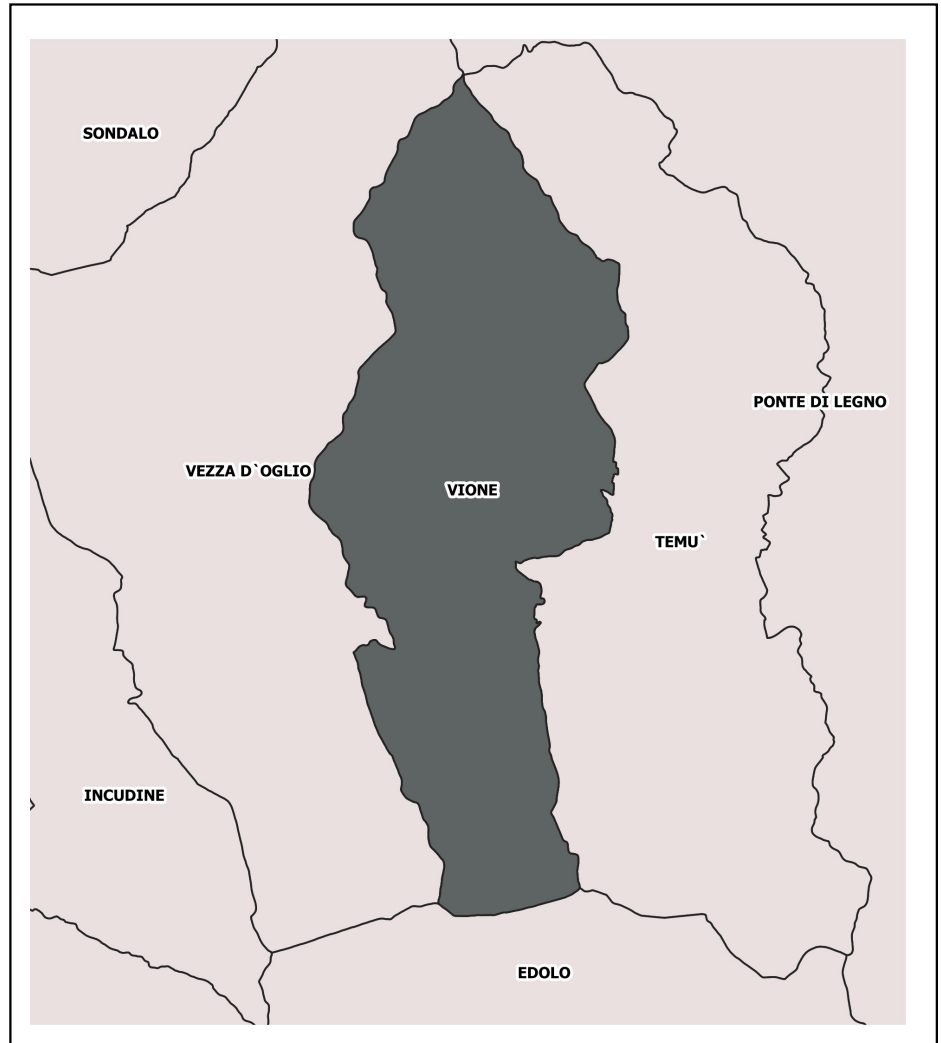 SONDALO
PONTE DI LEGNO
VEZZA D`OGLIO
VIONE
TEMU`
INCUDINE
EDOLO